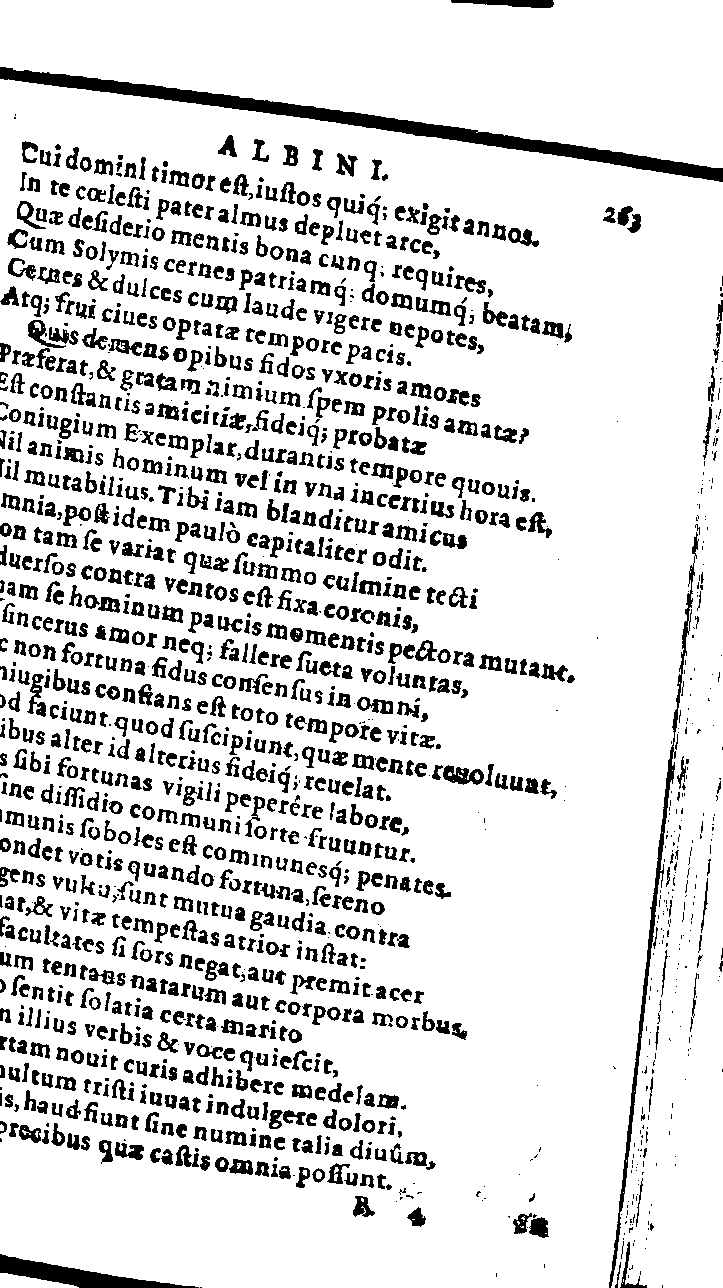 ALBINI. 263
Cui dominl timor eſt, iuſtos quiq́; exigit annos.
In te cœleſti pater almus depluet arce,
Quæ deſiderio mentis bona cunq; requires,
Cum Solymis cernes patriamq́; domumq́; beatam,
Cernes & dulces cum laude vigere nepotes,
Atq; frui ciues optatæ tempore pacis.
Quis demens opibus fidos vxoris amores
Præferat, & gratam nimium ſpem prolis amatæ?
Eſt conſtantis amicitiæ, fideiq́; probatæ
Coniugium Exemplar, durantis tempore quouis.
Nil animis hominum vel in vna incertius hora eſt,
Nil mutabilius. Tibi iam blanditur amicus
mnia, poſt idem paulò capitaliter odit.
on tam ſe variat quæ ſummo culmine tecti
duerſos contra ventos eſt fixa coronis,
uam ſe hominum paucis momentis pectora mutant.
ſincerus amor neq; fallere ſueta voluntas,
c non fortuna fidus conſenſus in omni,
niugibus conſtans eſt toto tempore vitæ.
od faciunt quod ſuſcipiunt, quæ mente reuoluunt,
ibus alter id alterius fideiq́; reuelat.
s ſibi fortunas vigili peperêre labore,
ſine diſſidio communi ſorte fruuntur.
mmunis ſoboles eſt communesq́; penates.
ondet votis quando fortuna, ſereno
gens vultu, ſunt mutua gaudia contra
nat, & vitæ tempeſtas atrior inſtat:
facultates ſi ſors negat, aut premit acer
um tentans natarum aut corpora morbus,
o ſentit ſolatia certa marito
n illius verbis & voce quieſcit,
rtam nouit curis adhibere medelam.
multum triſti iuuat indulgere dolori,
is, haud fiunt ſine numine talia diuûm,
precibus quæ caſtis omnia poſſunt.
R 4